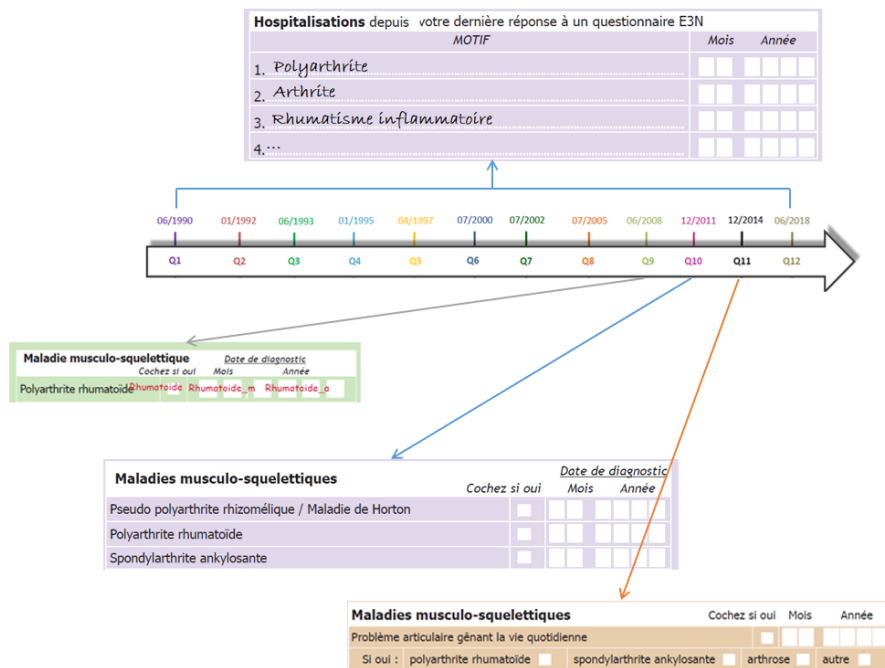 Hospitalisations depuis votre dernière réponse à un questionnaire E3N
MOTIF Mois Année
1. Polyarthrite
2. Arthrite
3. Rhumatisme inflammatoire
4. ...
06/1990 01/1992 06/1993 01/1995 04/1997 07/2000 07/2002 07/2005 06/2008 12/2011 12/2014 06/2018
Q1 Q2 Q3 Q4 Q5 Q6 Q7 Q8 Q9 Q10 Q11 Q12
Maladie musculo-squelettique Date de diagnostic
Cochez si oui Mois Année
Polyarthrite rhumatoïde Rhumatoide Rhumatoide_m Rhumatoide_a
Maladies musculo-squelettiques Date de diagnostic
Cochez si oui Mois Année
Pseudo polyarthrite rhizomélique / Maladie de Horton
Polyarthrite rhumatoïde
Spondylarthrite ankylosante
Maladies musculo-squelettiques Cochez si oui Mois Année
Problème articulaire gênant la vie quotidienne
Si oui : polyarthrite rhumatoïde spondylarthrite ankylosante arthrose autre